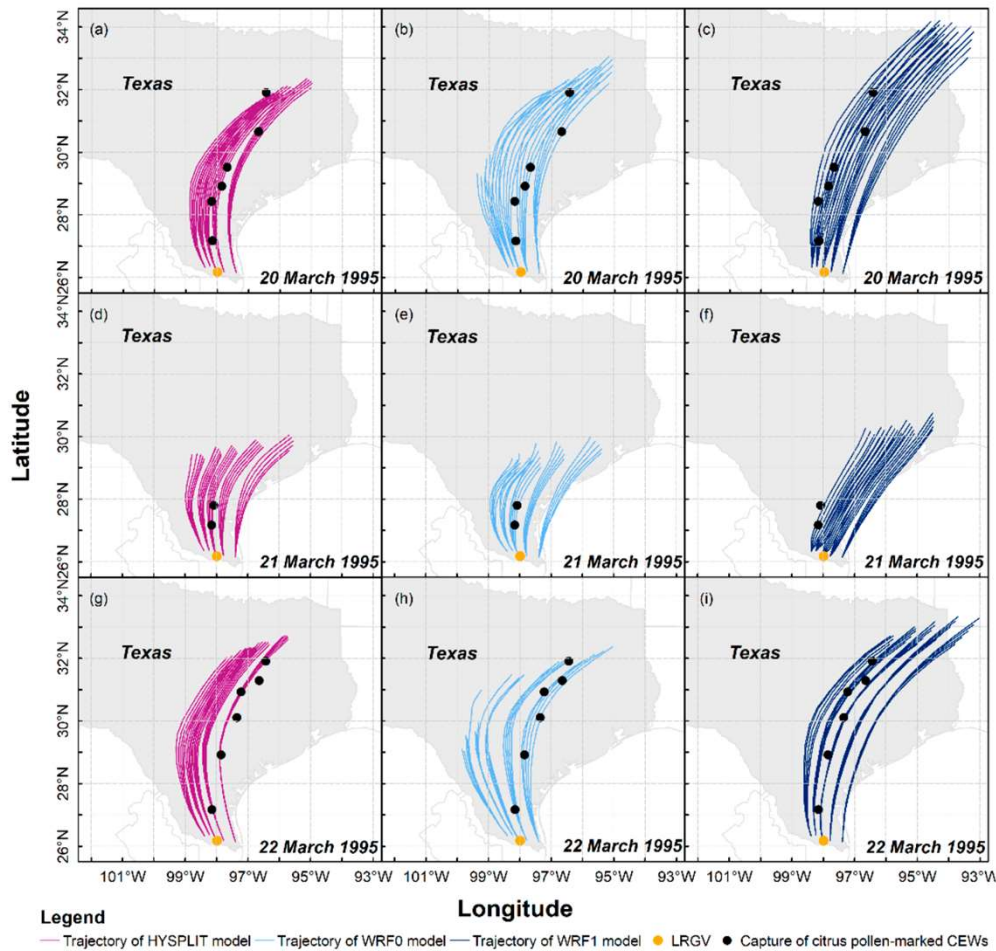 (a) (b) (c)
Texas Texas Texas
34°N
32°N
30°N
28°N
26°N
20 March 1995 20 March 1995 20 March 1995
(d) (e) (f)
Texas Texas Texas
34°N
32°N
30°N
28°N
26°N
21 March 1995 21 March 1995 21 March 1995
(g) (h) (i)
Texas Texas Texas
34°N
32°N
30°N
28°N
26°N
22 March 1995 22 March 1995 22 March 1995
Latitude
101°W 99°W 97°W 101°W 99°W 97°W 95°W 101°W 99°W 97°W 95°W 93°W
Longitude
Legend
Trajectory of HYSPLIT model Trajectory of WRF0 model Trajectory of WRF1 model LRGV Capture of citrus pollen-marked CEWs